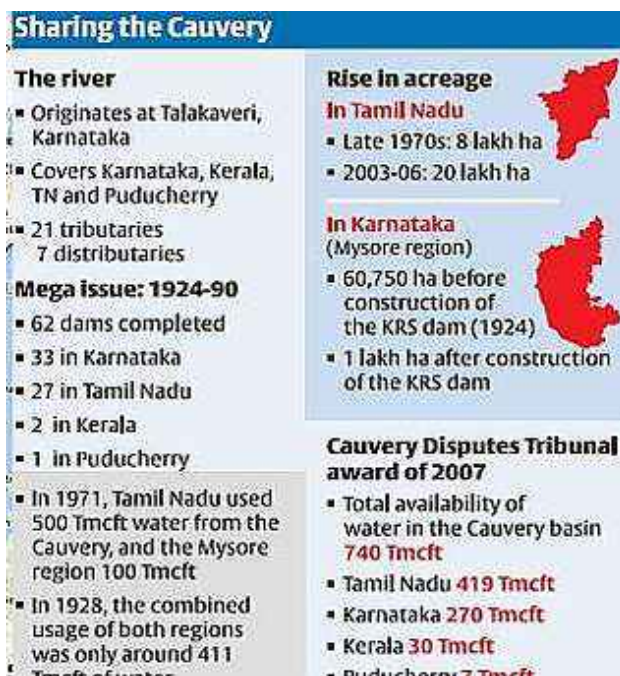 Sharing the Cauvery
The river
▪ Originates at Talakaveri,
Karnataka
▪ Covers Karnataka, Kerala,
TN and Puducherry
▪ 21 tributaries
7 distributaries
Mega issue: 1924-90
▪ 62 dams completed
▪ 33 in Karnataka
▪ 27 in Tamil Nadu
▪ 2 in Kerala
▪ 1 in Puducherry
▪ In 1971, Tamil Nadu used
500 Tmcft water from the
Cauvery, and the Mysore
region 100 Tmcft
▪ In 1928, the combined
usage of both regions
was only around 411
Tmcft of water
Rise in acreage
In Tamil Nadu
▪ Late 1970s: 8 lakh ha
▪ 2003-06: 20 lakh ha
In Karnataka
(Mysore region)
▪ 60,750 ha before
construction of
the KRS dam (1924)
▪ 1 lakh ha after construction
of the KRS dam
Cauvery Disputes Tribunal
award of 2007
▪ Total availability of
water in the Cauvery basin
740 Tmcft
▪ Tamil Nadu 419 Tmcft
▪ Karnataka 270 Tmcft
▪ Kerala 30 Tmcft
▪ Puducherry 7 Tmcft